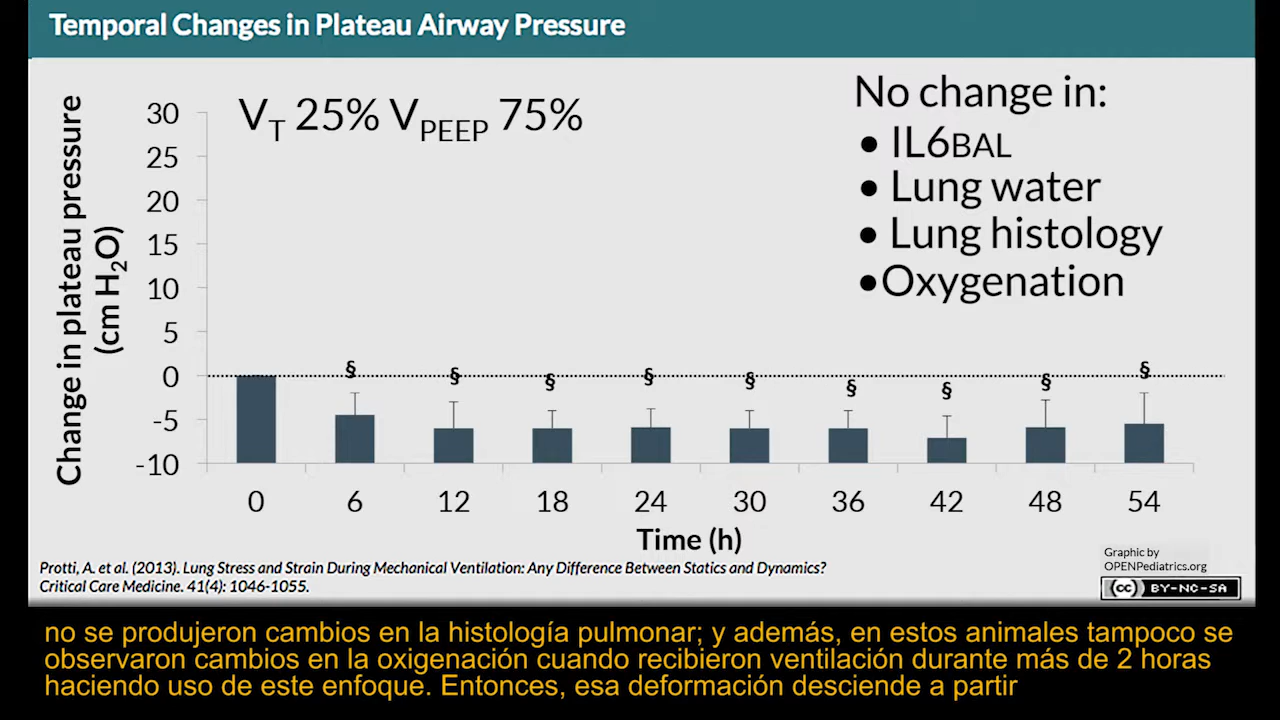 Temporal Changes in Plateau Airway Pressure
V_T 25% V_PEEP 75%
No change in:
• IL6BAL
• Lung water
• Lung histology
•Oxygenation
Change in plateau pressure
(cm H₂O)
30
25
20
15
10
5
0
-5
-10
§ § § § § § § § §
0 6 12 18 24 30 36 42 48 54
Time (h)
Protti, A. et al. (2013). Lung Stress and Strain During Mechanical Ventilation: Any Difference Between Statics and Dynamics?
Critical Care Medicine. 41(4): 1046-1055.
Graphic by
OPENPediatrics.org
cc BY-NC-SA
no se produjeron cambios en la histología pulmonar; y además, en estos animales tampoco se
observaron cambios en la oxigenación cuando recibieron ventilación durante más de 2 horas
haciendo uso de este enfoque. Entonces, esa deformación desciende a partir